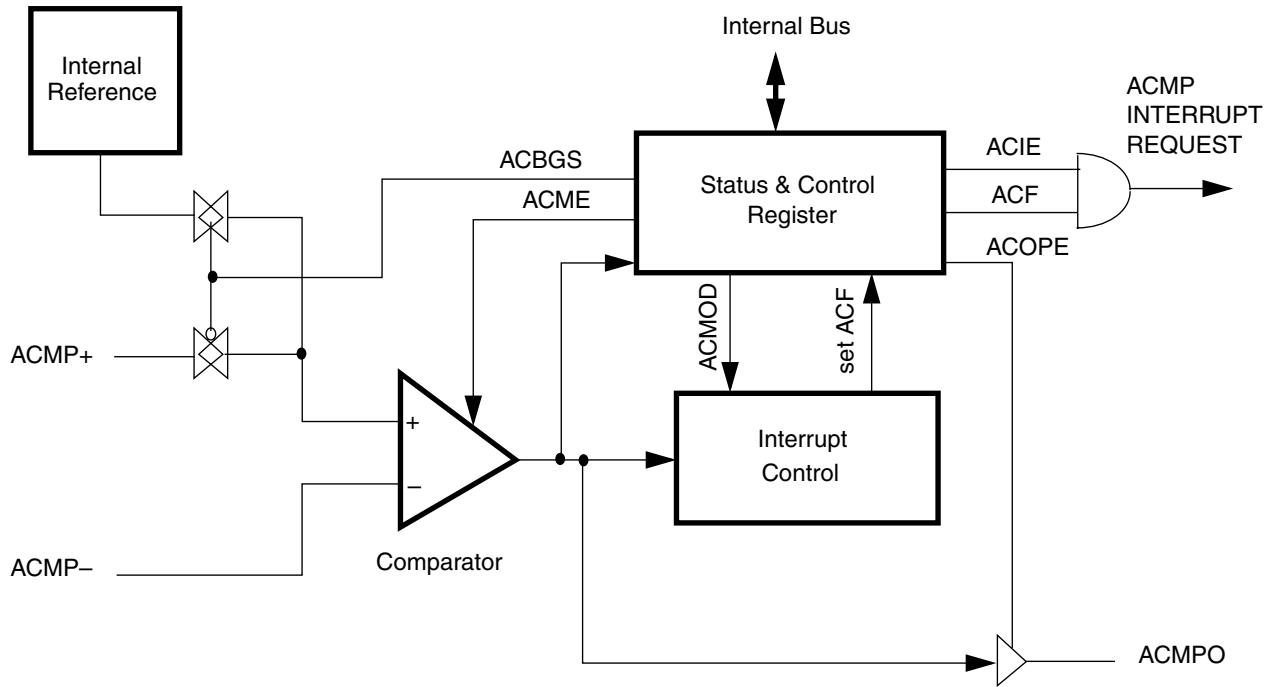 Internal Bus
Internal
Reference
ACMP
INTERRUPT
REQUEST
ACBGS
ACME
Status & Control
Register
ACIE
ACF
ACOPE
ACMOD
set ACF
ACMP+
+
–
Interrupt
Control
Comparator
ACMP–
ACMPO